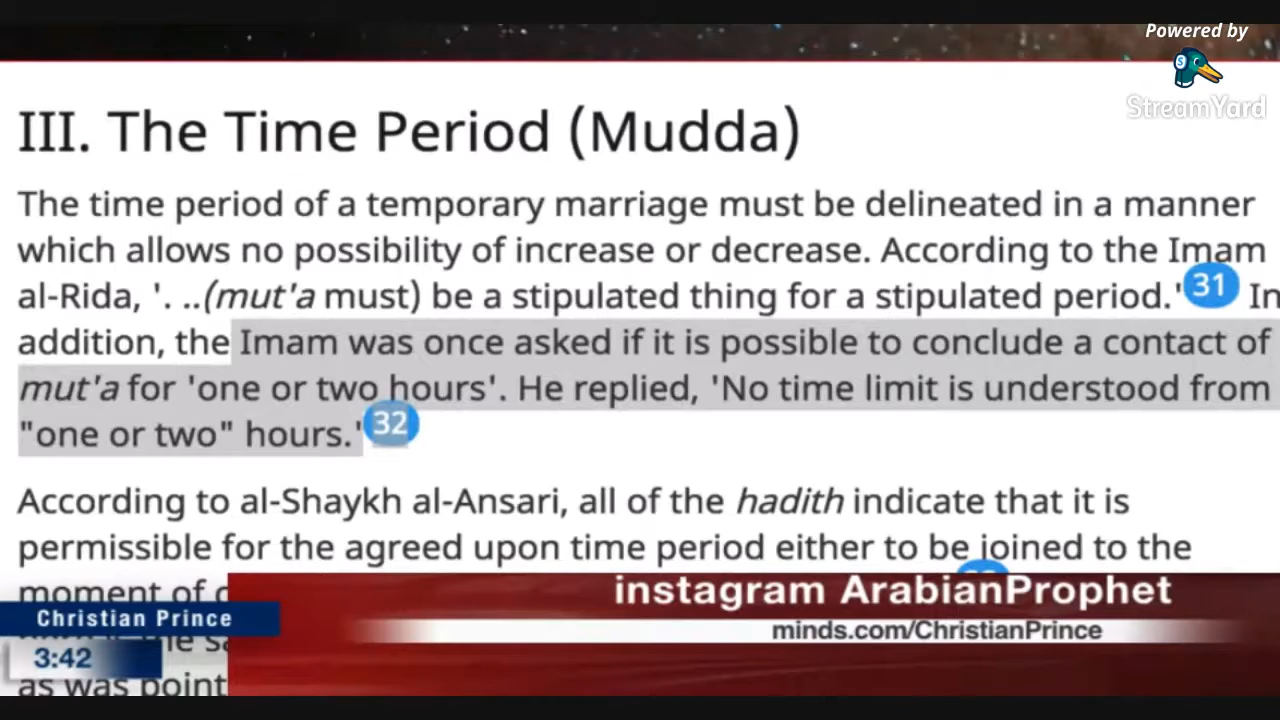 Powered by
S
StreamYard
III. The Time Period (Mudda)
The time period of a temporary marriage must be delineated in a manner
which allows no possibility of increase or decrease. According to the Imam
al-Rida, '. ..(mut'a must) be a stipulated thing for a stipulated period.' 31 In
addition, the Imam was once asked if it is possible to conclude a contact of
mut'a for 'one or two hours'. He replied, 'No time limit is understood from
"one or two" hours.' 32
According to al-Shaykh al-Ansari, all of the hadith indicate that it is
permissible for the agreed upon time period either to be joined to the
moment of
instagram ArabianProphet
Christian Prince
minds.com/ChristianPrince
3:42
as was point